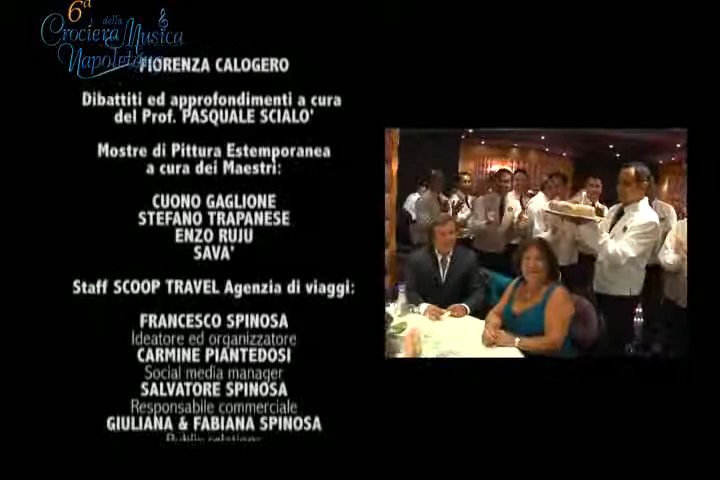 6ª
Crociera della Musica
Napoletana
FIORENZA CALOGERO
Dibattiti ed approfondimenti a cura
del Prof. PASQUALE SCIALO'
Mostre di Pittura Estemporanea
a cura dei Maestri:
CUONO GAGLIONE
STEFANO TRAPANESE
ENZO RUJU
SAVA'
Staff SCOOP TRAVEL Agenzia di viaggi:
FRANCESCO SPINOSA
Ideatore ed organizzatore
CARMINE PIANTEDOSI
Social media manager
SALVATORE SPINOSA
Responsabile commerciale
GIULIANA & FABIANA SPINOSA
Public relations